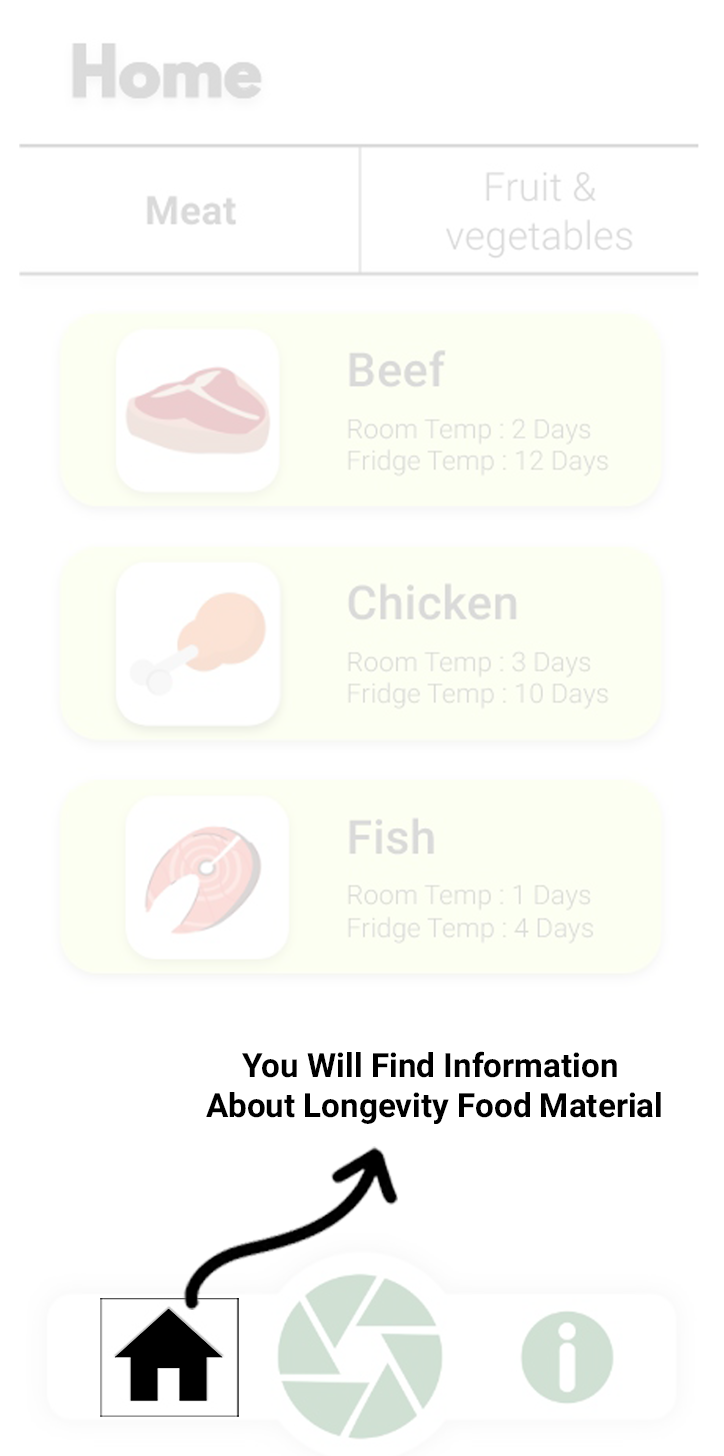 Home
Meat
Fruit &
vegetables
Beef
Room Temp : 2 Days
Fridge Temp : 12 Days
Chicken
Room Temp : 3 Days
Fridge Temp : 10 Days
Fish
Room Temp : 1 Days
Fridge Temp : 4 Days
You Will Find Information
About Longevity Food Material